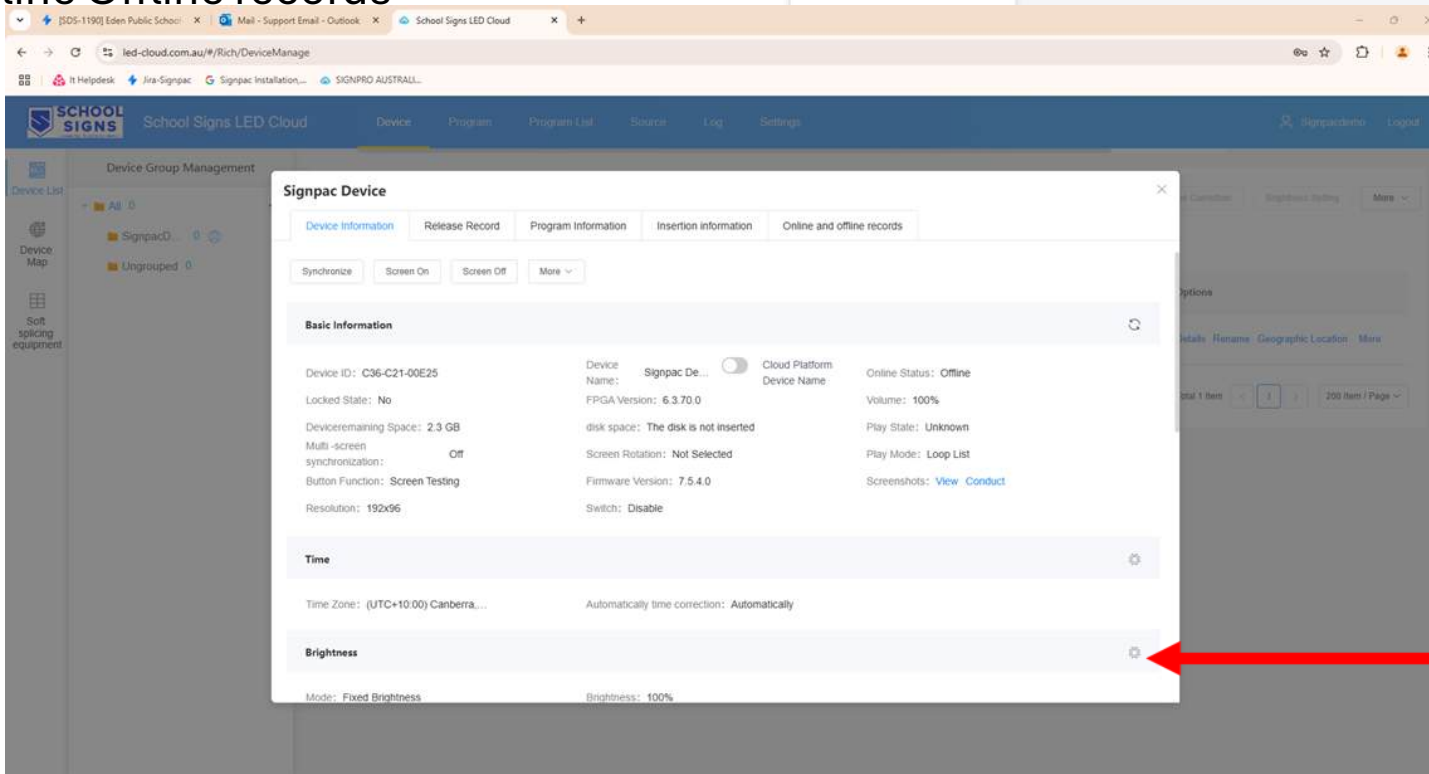 [SDS-1190] Eden Public School
Mail - Support Email - Outlook
School Signs LED Cloud
led-cloud.com.au/#/Rich/DeviceManage
It Helpdesk
Jira-Signpac
Signpac Installation,...
SIGNPRO AUSTRALI...
SCHOOL SIGNS
School Signs LED Cloud
Device
Program
Program List
Source
Log
Settings
Signpacdemo
Logout
Device List
Device Map
Soft splicing equipment
Device Group Management
All 0
SignpacD... 0
Ungrouped 0
Signpac Device
Device Information
Release Record
Program Information
Insertion information
Online and offline records
Synchronize
Screen On
Screen Off
More
Basic Information
Device ID: C36-C21-00E25
Device Name: Signpac De...
Cloud Platform Device Name
Online Status: Offline
Locked State: No
FPGA Version: 6.3.70.0
Volume: 100%
Deviceremaining Space: 2.3 GB
disk space: The disk is not inserted
Play State: Unknown
Multi -screen synchronization: Off
Screen Rotation: Not Selected
Play Mode: Loop List
Button Function: Screen Testing
Firmware Version: 7.5.4.0
Screenshots: View Conduct
Resolution: 192x96
Switch: Disable
Time
Time Zone: (UTC+10:00) Canberra,...
Automatically time correction: Automatically
Brightness
Mode: Fixed Brightness
Brightness: 100%
Brightness Setting
More
Options
Details Rename Geographic Location More
Total 1 Item
1
200 Item / Page